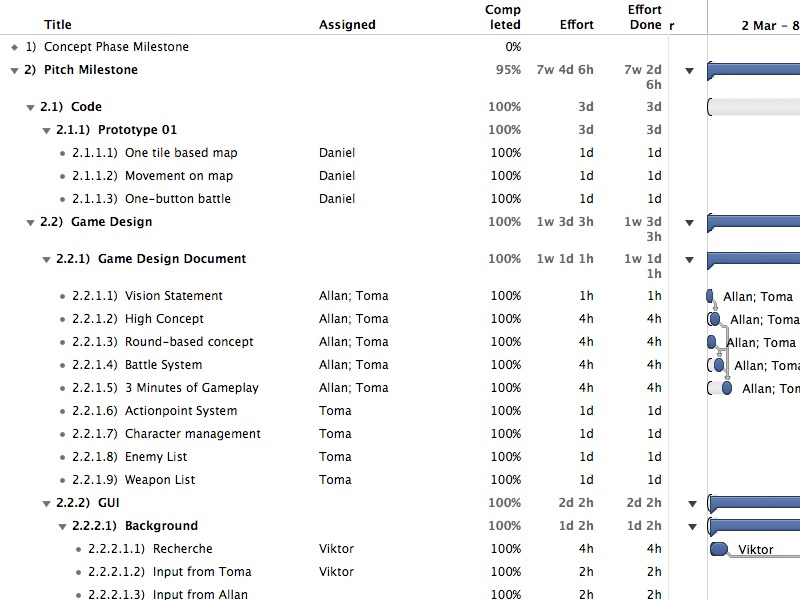 Title Assigned Comp leted Effort Effort Done r 2 Mar – 8
1) Concept Phase Milestone 0%
2) Pitch Milestone 95% 7w 4d 6h 7w 2d 6h
2.1) Code 100% 3d 3d
2.1.1) Prototype 01 100% 3d 3d
2.1.1.1) One tile based map Daniel 100% 1d 1d
2.1.1.2) Movement on map Daniel 100% 1d 1d
2.1.1.3) One-button battle Daniel 100% 1d 1d
2.2) Game Design 100% 1w 3d 3h 1w 3d 3h
2.2.1) Game Design Document 100% 1w 1d 1h 1w 1d 1h
2.2.1.1) Vision Statement Allan; Toma 100% 1h 1h Allan; Toma
2.2.1.2) High Concept Allan; Toma 100% 4h 4h Allan; Toma
2.2.1.3) Round-based concept Allan; Toma 100% 4h 4h Allan; Toma
2.2.1.4) Battle System Allan; Toma 100% 4h 4h Allan; Toma
2.2.1.5) 3 Minutes of Gameplay Allan; Toma 100% 4h 4h Allan; Tom
2.2.1.6) Actionpoint System Toma 100% 1d 1d
2.2.1.7) Character management Toma 100% 1d 1d
2.2.1.8) Enemy List Toma 100% 1d 1d
2.2.1.9) Weapon List Toma 100% 1d 1d
2.2.2) GUI 100% 2d 2h 2d 2h
2.2.2.1) Background 100% 1d 2h 1d 2h
2.2.2.1.1) Recherche Viktor 100% 4h 4h Viktor
2.2.2.1.2) Input from Toma Viktor 100% 2h 2h
2.2.2.1.3) Input from Allan 100% 2h 2h